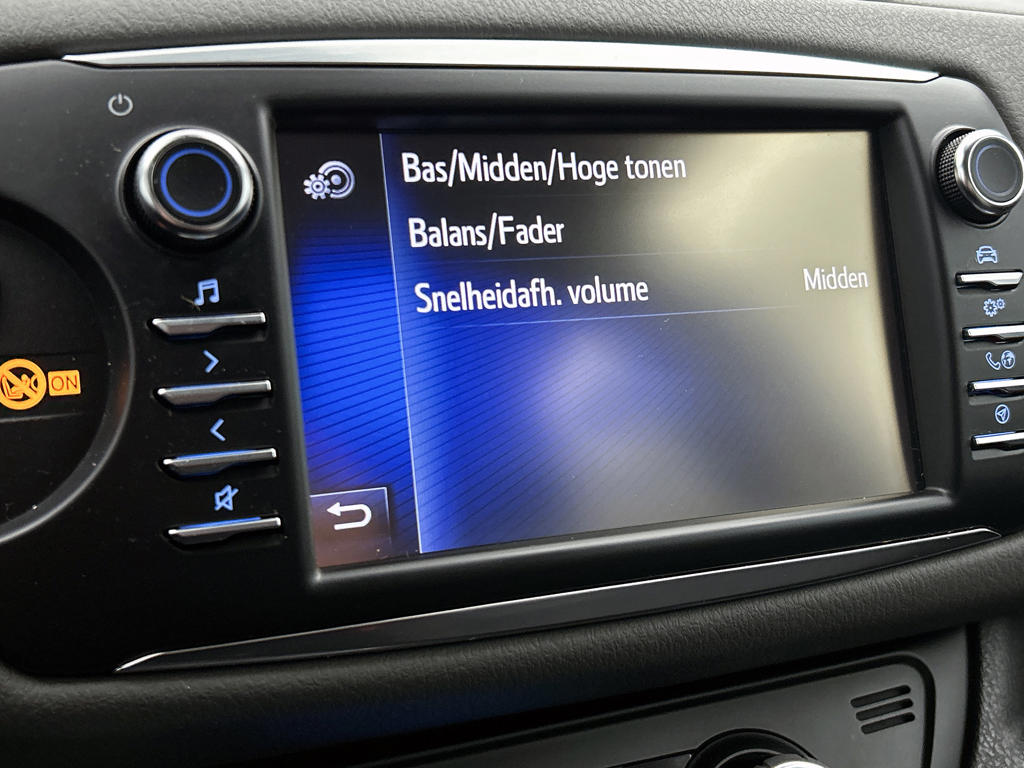 Bas/Midden/Hoge tonen
Balans/Fader
Snelheidafh. volume Midden
ON